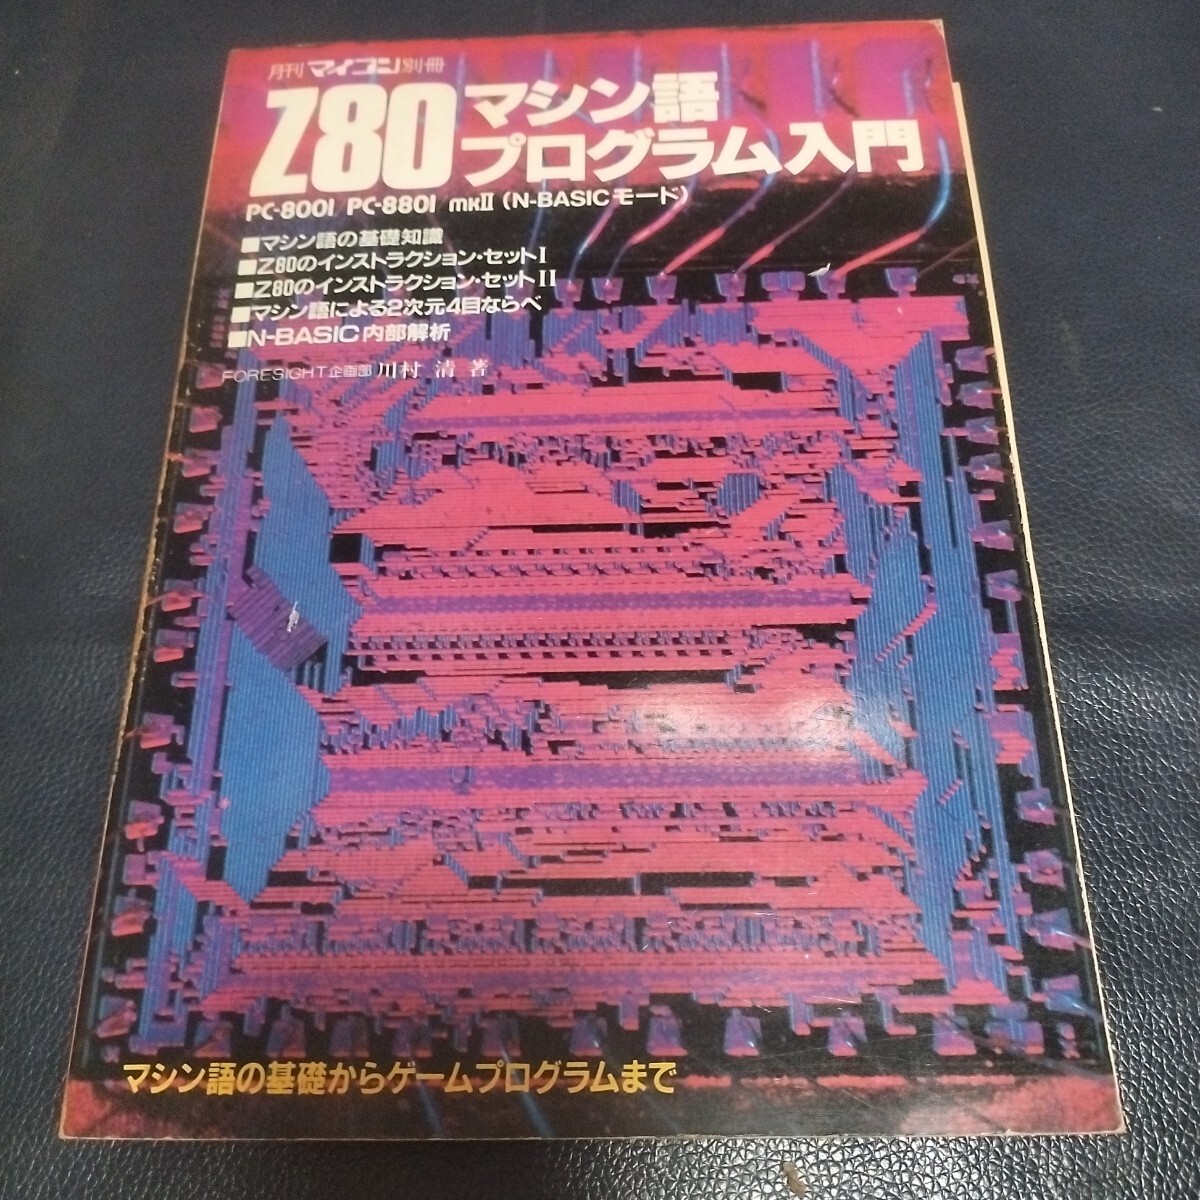 月刊マイコン別冊
Z80マシン語
プログラム入門
PC-8001 PC-8801 mkII (N-BASICモード)
■マシン語の基礎知識
■Z80のインストラクション・セットI
■Z80のインストラクション・セットII
■マシン語による2次元4目ならべ
■N-BASIC内部解析
FORESIGHT企画部 川村 清 著
マシン語の基礎からゲームプログラムまで